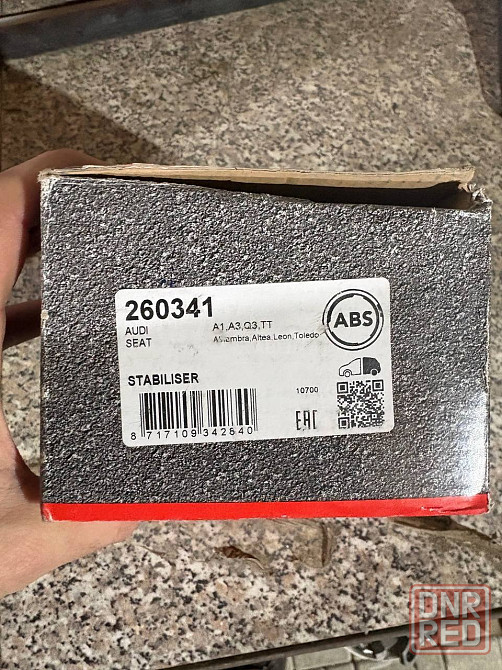 260341
AUDI A1,A3,Q3,TT
SEAT Alhambra,Altea,Leon,Toledo
ABS
STABILISER
10700
EAC
8 717109 342640
DNR
RED